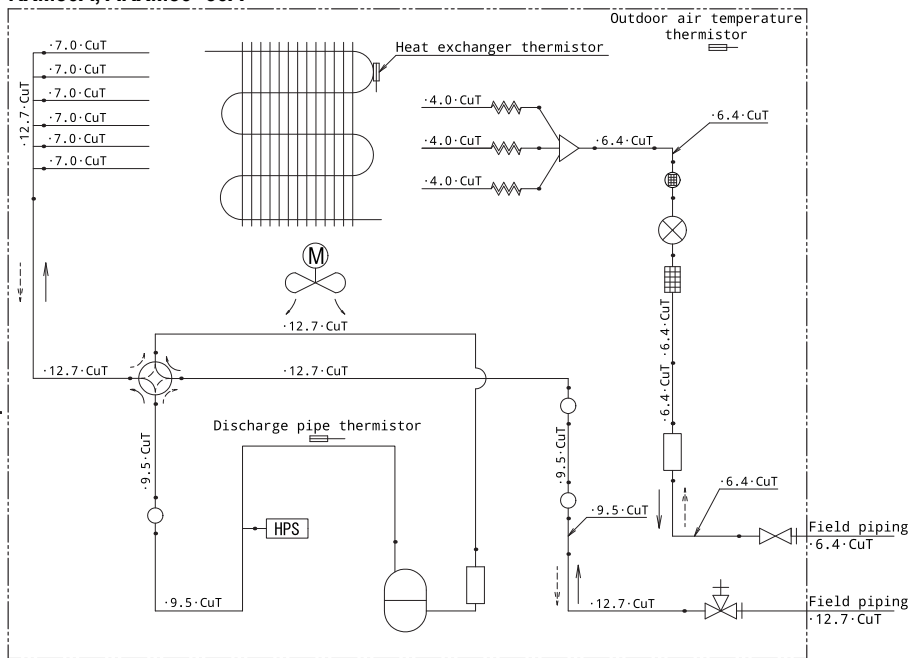 Outdoor air temperature
thermistor
Heat exchanger thermistor
·7.0·CuT
·7.0·CuT
·7.0·CuT
·7.0·CuT
·7.0·CuT
·7.0·CuT
·12.7·CuT
·4.0·CuT
·4.0·CuT
·4.0·CuT
·6.4·CuT
·6.4·CuT
M
·12.7·CuT
·12.7·CuT
·12.7·CuT
·6.4·CuT
·6.4·CuT
Discharge pipe thermistor
·9.5·CuT
·9.5·CuT
·6.4·CuT
·9.5·CuT
HPS
Field piping
·6.4·CuT
·9.5·CuT
·12.7·CuT
Field piping
·12.7·CuT